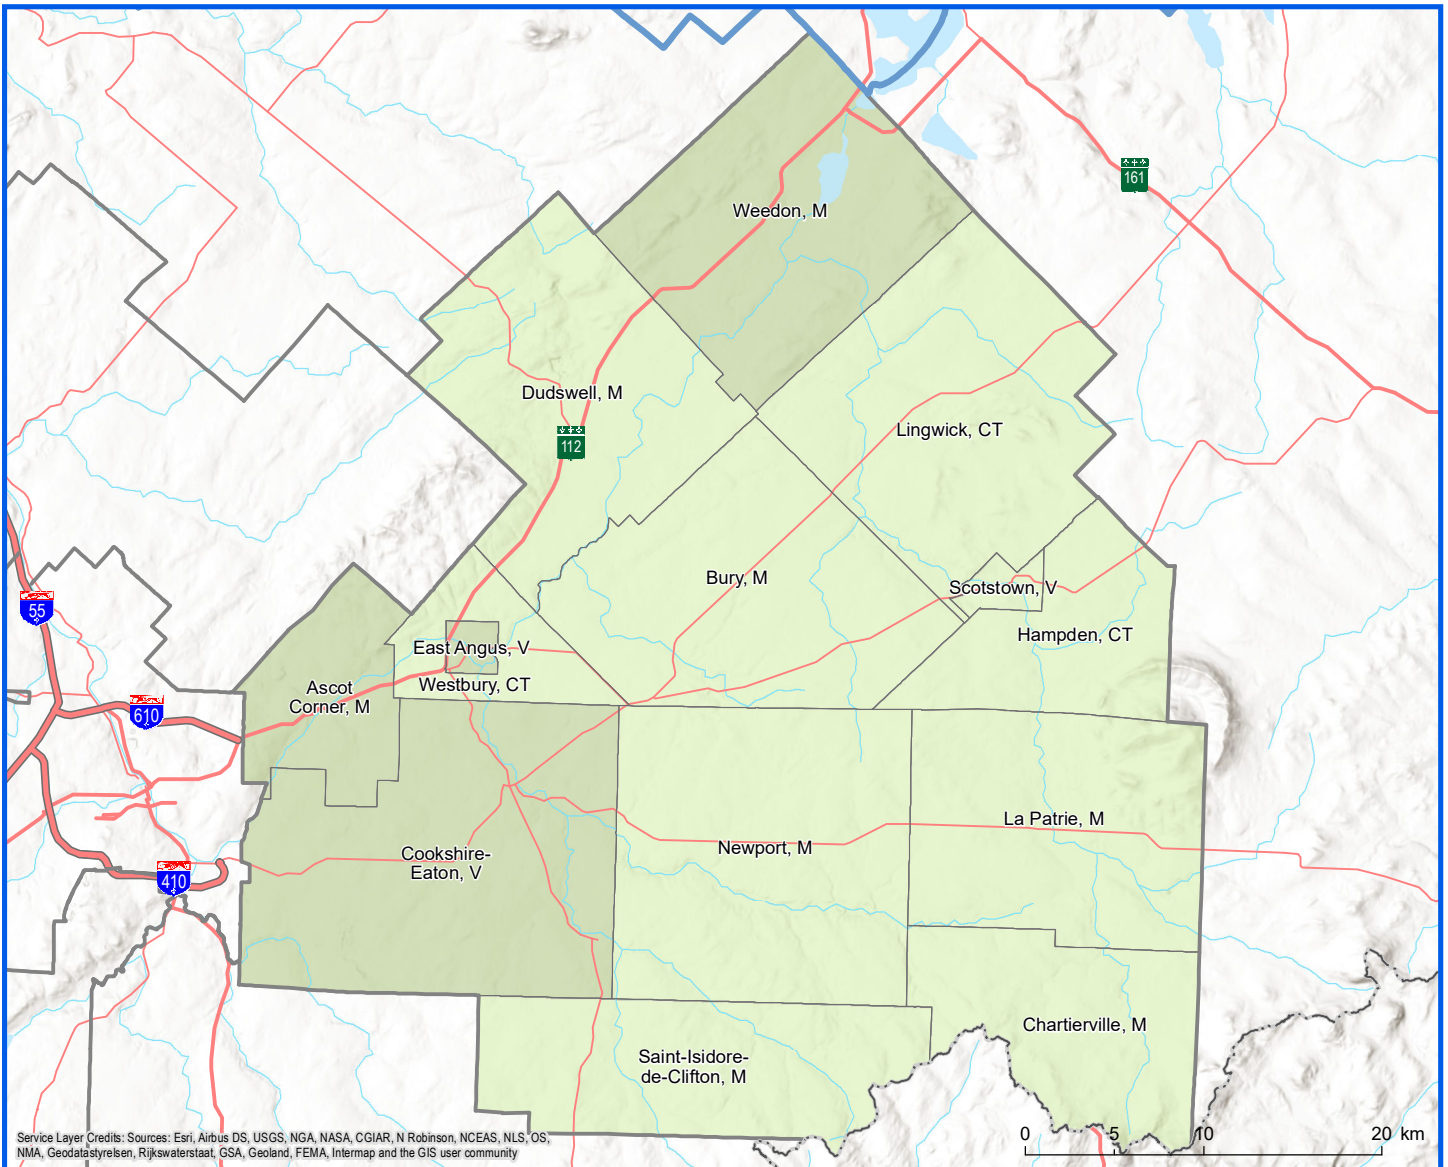 161
Weedon, M
Dudswell, M
112
Lingwick, CT
Bury, M
Scotstown, V
55
Hampden, CT
East Angus, V
Westbury, CT
Ascot
Corner, M
610
La Patrie, M
Newport, M
Cookshire-
Eaton, V
410
Chartierville, M
Saint-Isidore-
de-Clifton, M
0 5 10 20 km
Service Layer Credits: Sources: Esri, Airbus DS, USGS, NGA, NASA, CGIAR, N Robinson, NCEAS, NLS, OS,
NMA, Geodatastyrelsen, Rijkswaterstaat, GSA, Geoland, FEMA, Intermap and the GIS user community